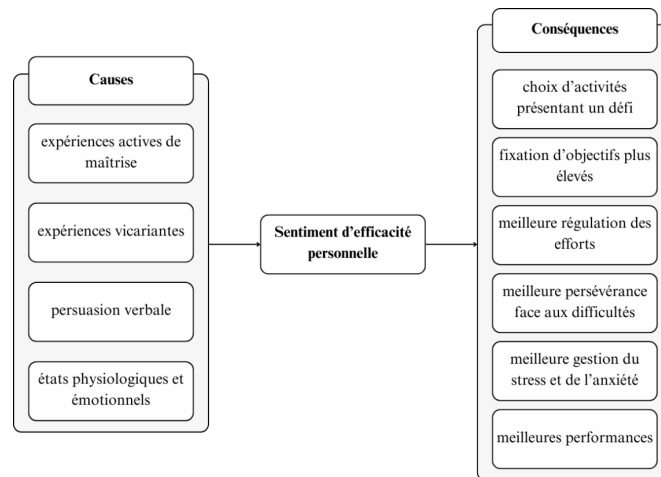 Causes
expériences actives de
maîtrise
expériences vicariantes
persuasion verbale
états physiologiques et
émotionnels
Sentiment d'efficacité
personnelle
Conséquences
choix d'activités
présentant un défi
fixation d'objectifs plus
élevés
meilleure régulation des
efforts
meilleure persévérance
face aux difficultés
meilleure gestion du
stress et de l'anxiété
meilleures performances